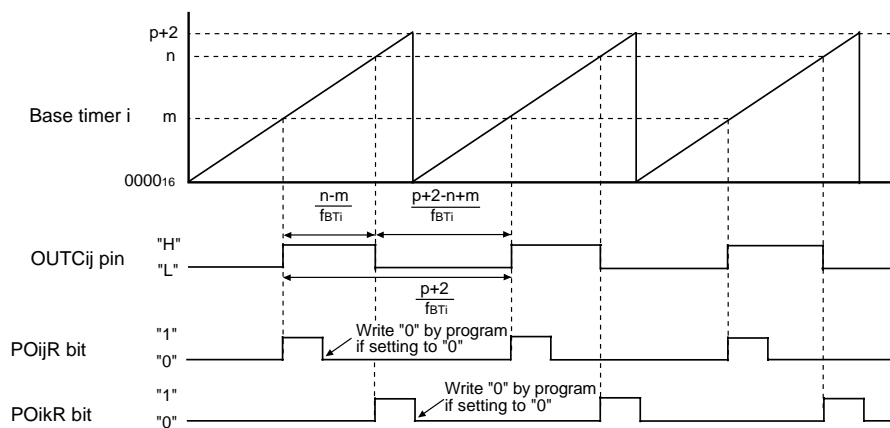 p+2
n
Base timer i
m
0000₁₆
n-m
fBTi
p+2-n+m
fBTi
"H"
OUTCij pin
"L"
p+2
fBTi
"1"
Write "0" by program
if setting to "0"
POijR bit
"0"
"1"
Write "0" by program
if setting to "0"
POikR bit
"0"